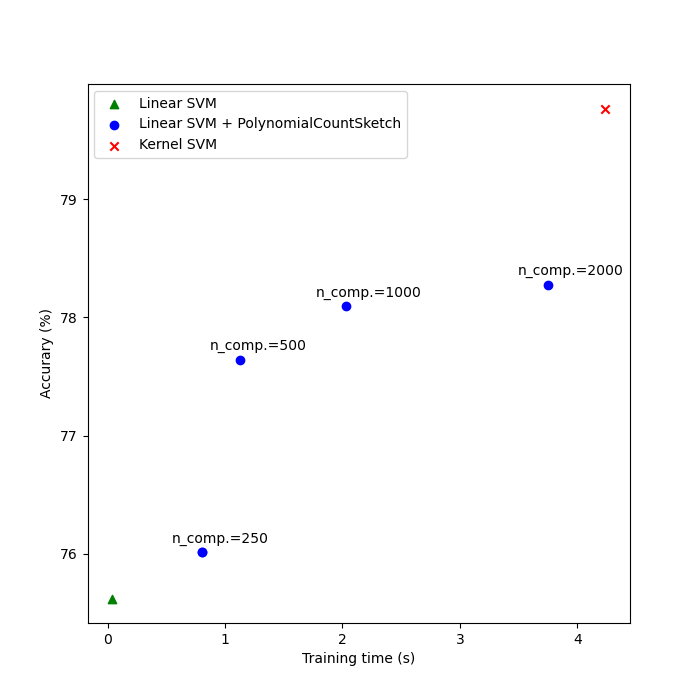 Linear SVM
Linear SVM + PolynomialCountSketch
Kernel SVM
79
78
77
76
Accurary (%)
n_comp.=2000
n_comp.=1000
n_comp.=500
n_comp.=250
0 1 2 3 4
Training time (s)